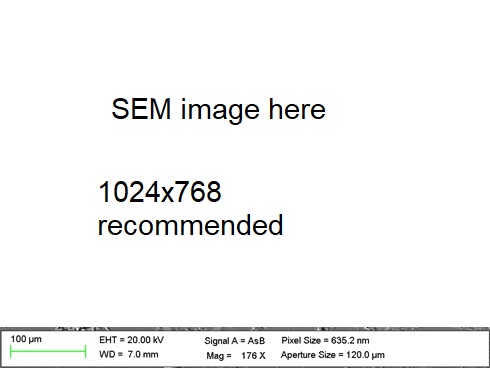 SEM image here
1024x768
recommended
100 µm EHT = 20.00 kV Signal A = AsB Pixel Size = 635.2 nm
WD = 7.0 mm Mag = 176 X Aperture Size = 120.0 µm